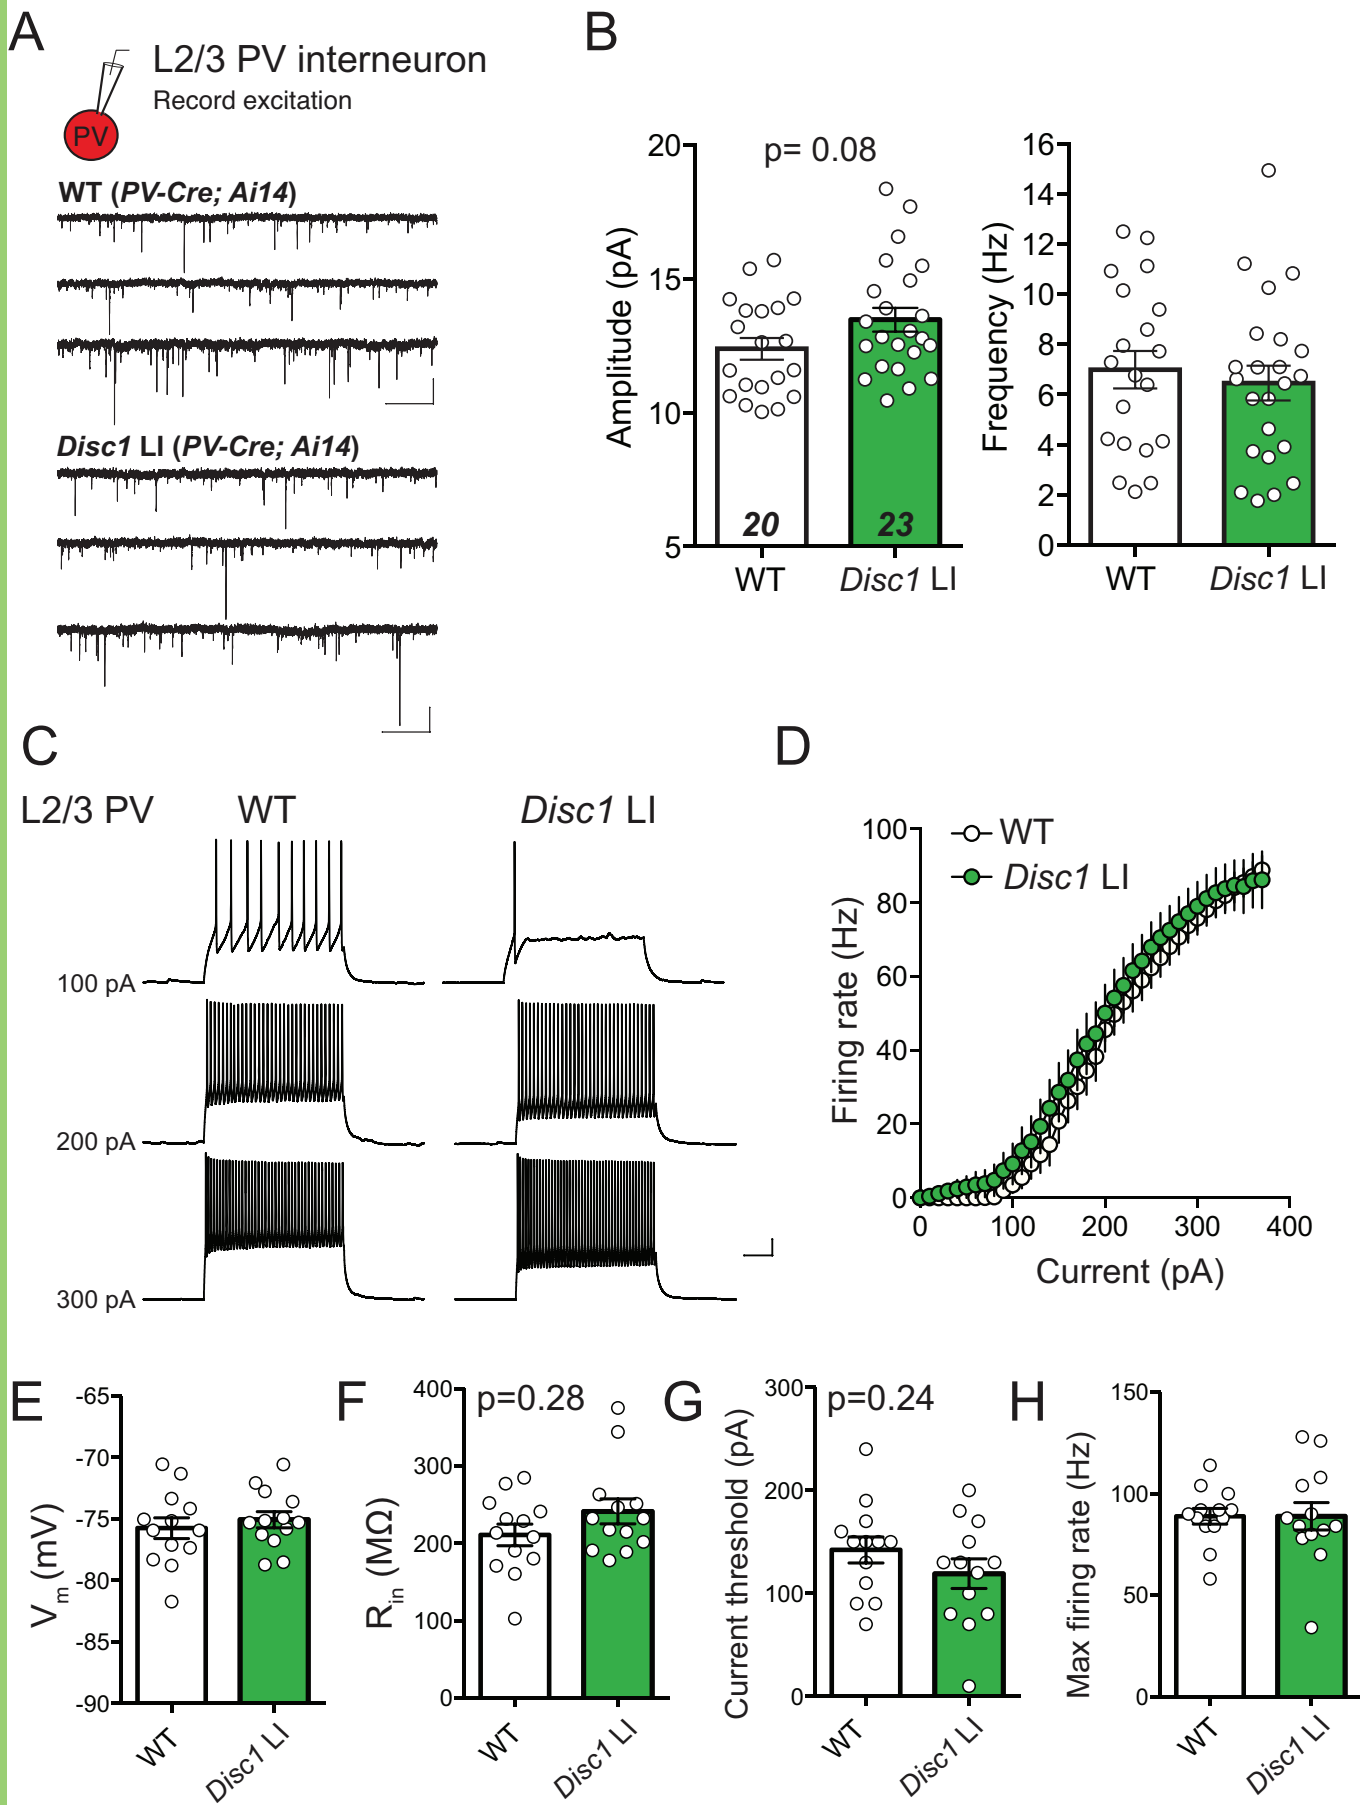 A
L2/3 PV interneuron
Record excitation
PV
WT (PV-Cre; Ai14)
Disc1 LI (PV-Cre; Ai14)
B
p= 0.08
20
15
10
5
Amplitude (pA)
20
23
WT
Disc1 LI
16
14
12
10
8
6
4
2
0
Frequency (Hz)
WT
Disc1 LI
C
L2/3 PV
WT
Disc1 LI
100 pA
200 pA
300 pA
D
WT
Disc1 LI
100
80
60
40
20
0
Firing rate (Hz)
0
100
200
300
400
Current (pA)
E
-65
-70
-75
-80
-85
-90
Vm (mV)
WT
Disc1 LI
F
p=0.28
400
300
200
100
0
Rin (MΩ)
WT
Disc1 LI
G
p=0.24
300
200
100
0
Current threshold (pA)
WT
Disc1 LI
H
150
100
50
0
Max firing rate (Hz)
WT
Disc1 LI